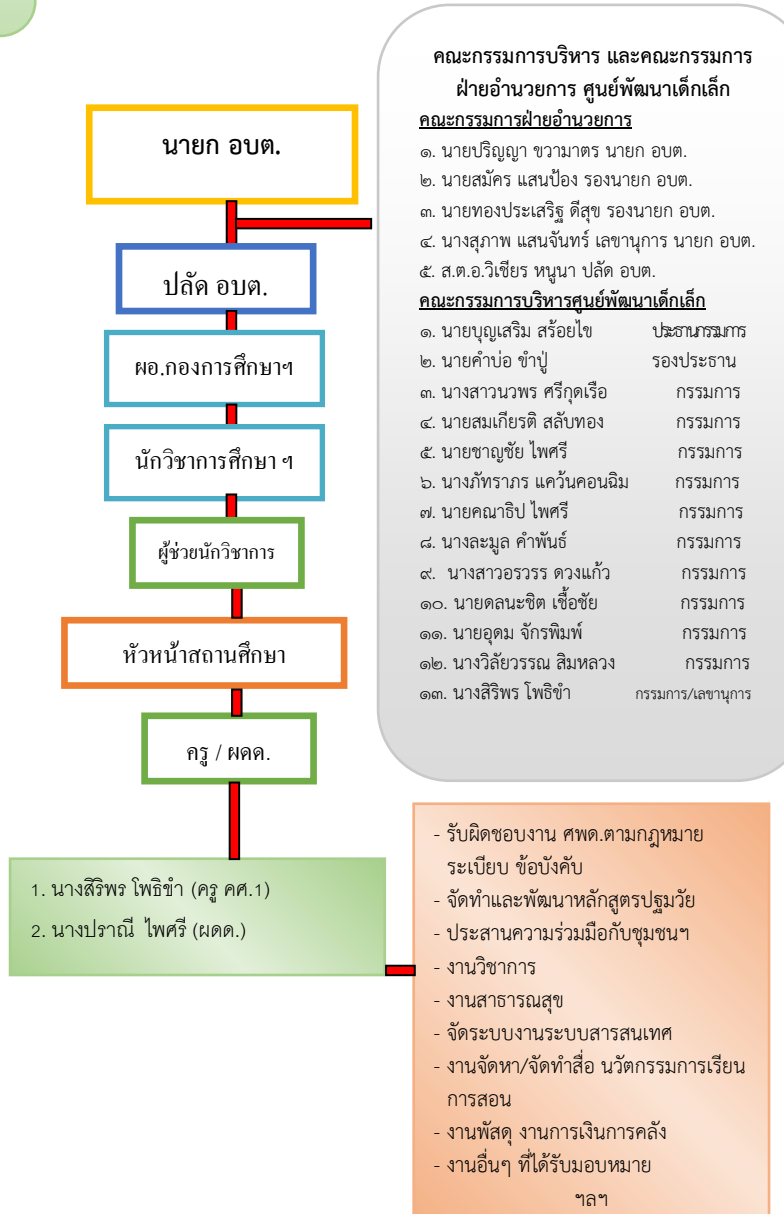 นายก อบต.
ปลัด อบต.
ผอ.กองการศึกษาฯ
นักวิชาการศึกษา ฯ
ผู้ช่วยนักวิชาการ
หัวหน้าสถานศึกษา
ครู / ผดด.
คณะกรรมการบริหาร และคณะกรรมการ
ฝ่ายอำนวยการ ศูนย์พัฒนาเด็กเล็ก
คณะกรรมการฝ่ายอำนวยการ
๑. นายปริญญา ขวามาตร นายก อบต.
๒. นายสมัคร แสนป้อง รองนายก อบต.
๓. นายทองประเสริฐ ดีสุข รองนายก อบต.
๔. นางสุภาพ แสนจันทร์ เลขานุการ นายก อบต.
๕. ส.ต.อ.วิเชียร หนูนา ปลัด อบต.
คณะกรรมการบริหารศูนย์พัฒนาเด็กเล็ก
๑. นายบุญเสริม สร้อยไข ประธานกรรมการ
๒. นายคำบ่อ ขำปู่ รองประธาน
๓. นางสาวนวพร ศรีกุดเรือ กรรมการ
๔. นายสมเกียรติ สลับทอง กรรมการ
๕. นายชาญชัย ไพศรี กรรมการ
๖. นางภัทราภร แคว้นคอนฉิม กรรมการ
๗. นายคณาธิป ไพศรี กรรมการ
๘. นางละมูล คำพันธ์ กรรมการ
๙. นางสาวอรวรร ดวงแก้ว กรรมการ
๑๐. นายดลนะชิต เชื้อชัย กรรมการ
๑๑. นายอุดม จักรพิมพ์ กรรมการ
๑๒. นางวิลัยวรรณ สิมหลวง กรรมการ
๑๓. นางสิริพร โพธิขำ กรรมการ/เลขานุการ
1. นางสิริพร โพธิขำ (ครู คศ.1)
2. นางปราณี ไพศรี (ผดด.)
- รับผิดชอบงาน ศพด.ตามกฎหมาย
ระเบียบ ข้อบังคับ
- จัดทำและพัฒนาหลักสูตรปฐมวัย
- ประสานความร่วมมือกับชุมชนฯ
- งานวิชาการ
- งานสาธารณสุข
- จัดระบบงานระบบสารสนเทศ
- งานจัดหา/จัดทำสื่อ นวัตกรรมการเรียน
การสอน
- งานพัสดุ งานการเงินการคลัง
- งานอื่นๆ ที่ได้รับมอบหมาย
ฯลฯ